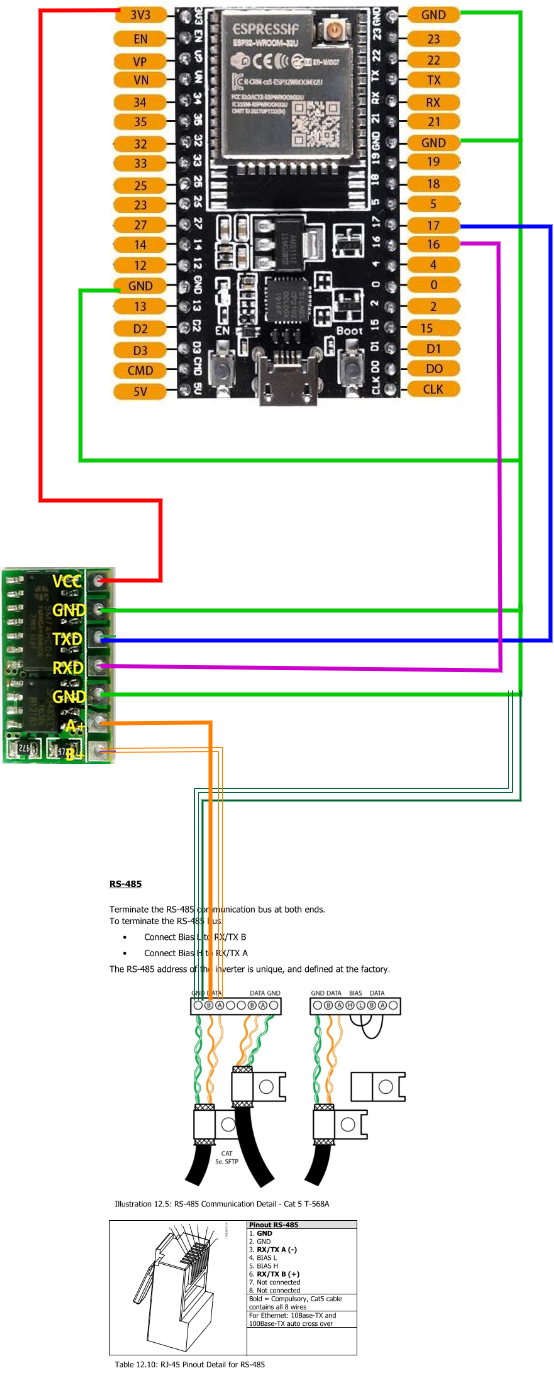 3V3
EN
VP
VN
34
35
32
33
25
23
27
14
12
GND
13
D2
D3
CMD
5V
GND
23
22
TX
RX
21
GND
19
18
5
17
16
4
0
2
15
D1
DO
CLK
3V3
EN
VP
VN
34
35
32
33
25
27
14
12
GND
13
D2
D3
CMD
5V
GND
23
22
TX
RX
21
GND
19
18
5
17
16
4
0
2
15
D1
D0
CLK
ESPRESSIF
ESP32-WROOM-32U
EN
Boot
VCC
GND
TXD
RXD
GND
A+
B+
RS-485
Terminate the RS-485 communication bus at both ends.
To terminate the RS-485 bus
• Connect Bias L to RX/TX B
• Connect Bias H to RX/TX A
The RS-485 address of the inverter is unique, and defined at the factory.
GND DATA DATA GND
B A B A
GND DATA BIAS DATA
B A H L B A
CAT
5e. SFTP
Illustration 12.5: RS-485 Communication Detail - Cat 5 T-568A
Pinout RS-485
1. GND
2. GND
3. RX/TX A (-)
4. BIAS L
5. BIAS H
6. RX/TX B (+)
7. Not connected
8. Not connected
Bold = Compulsory, Cat5 cable
contains all 8 wires
For Ethernet: 10Base-TX and
100Base-TX auto cross over
Table 12.10: RJ-45 Pinout Detail for RS-485